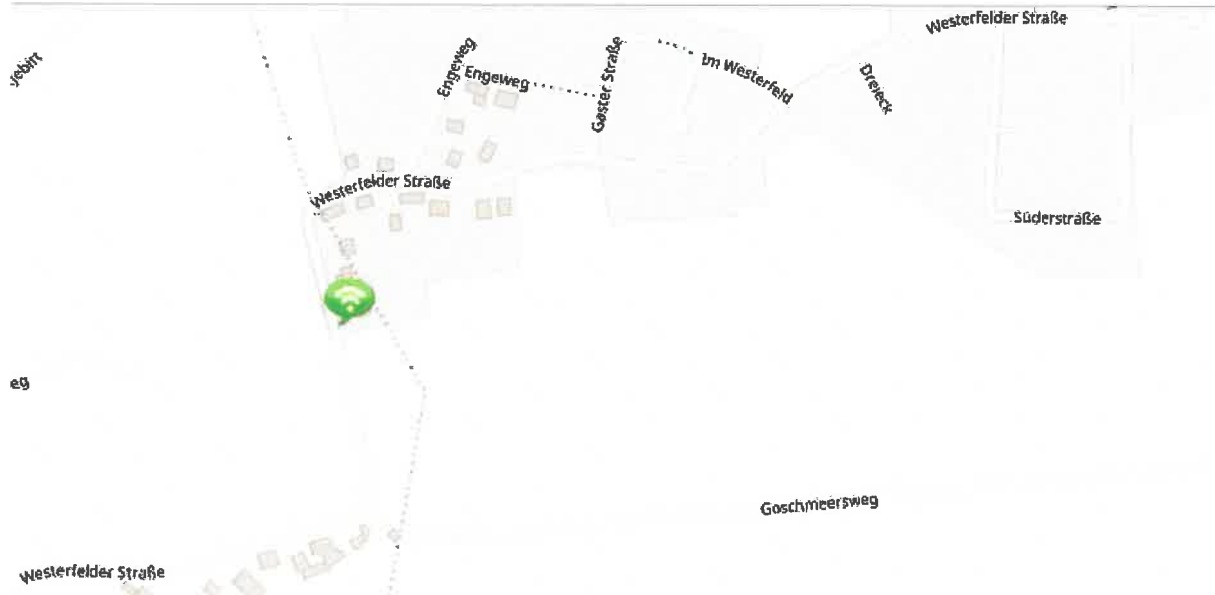 Westerfelder Straße
Engeweg
Engeweg
Gaster Straße
Im Westerfeld
Dreieck
Westerfelder Straße
Süderstraße
eg
Goschmeersweg
Westerfelder Straße